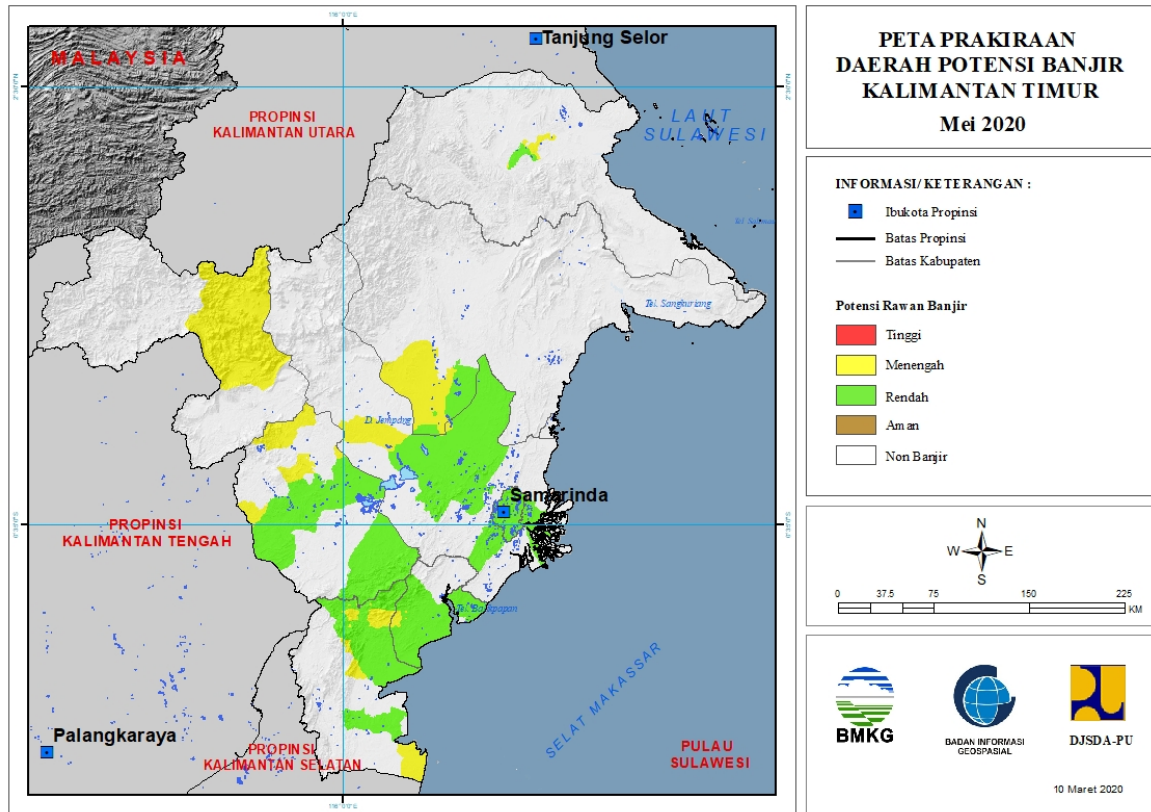 Tanjung Selor
MALAYSIA
PROPINSI
KALIMANTAN UTARA
LAUT
SULAWESI
Tel. Sangkuriang
D. Jempang
Samarinda
PROPINSI
KALIMANTAN TENGAH
SELAT MAKASSAR
Palangkaraya
PROPINSI
KALIMANTAN SELATAN
PULAU
SULAWESI
PETA PRAKIRAAN
DAERAH POTENSI BANJIR
KALIMANTAN TIMUR
Mei 2020
INFORMASI/ KETERANGAN :
Ibukota Propinsi
Batas Propinsi
Batas Kabupaten
Potensi Rawan Banjir
Tinggi
Menengah
Rendah
Aman
Non Banjir
N
W E
S
0 37.5 75 150 225
KM
BMKG
BADAN INFORMASI
GEOSPASIAL
DJSDA-PU
10 Maret 2020